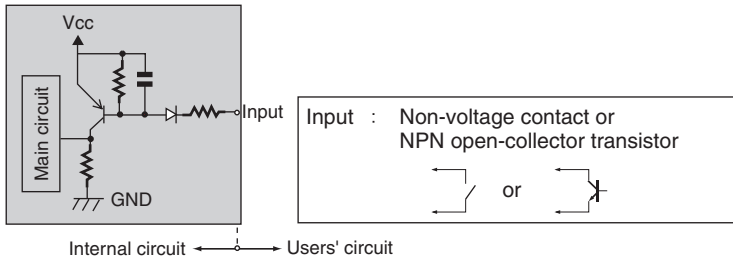 Vcc
Main circuit
Input
GND
Internal circuit
Users' circuit
Input : Non-voltage contact or
NPN open-collector transistor
or